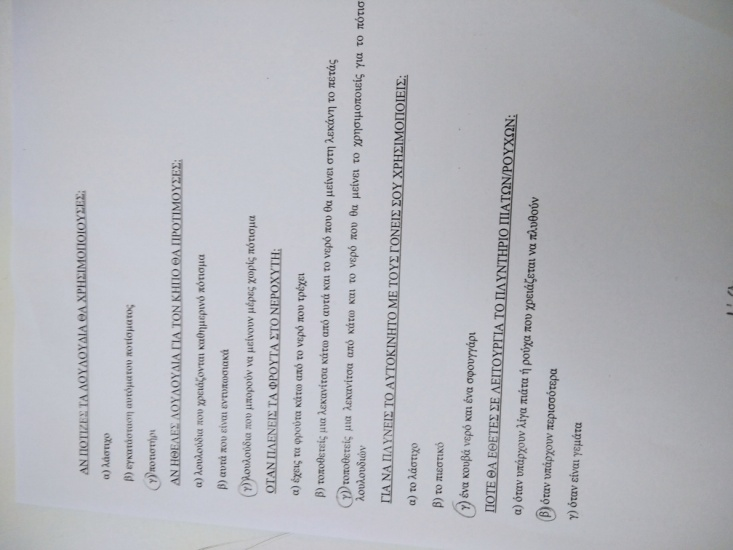 ΑΝ ΠΟΤΙΖΕΣ ΤΑ ΛΟΥΛΟΥΔΙΑ ΘΑ ΧΡΗΣΙΜΟΠΟΙΟΥΣΕΣ;
α) λάστιχο
β) εγκατάσταση αυτόματου ποτίσματος
γ) ποτιστήρι
ΑΝ ΗΘΕΛΕΣ ΛΟΥΛΟΥΔΙΑ ΓΙΑ ΤΟΝ ΚΗΠΟ ΘΑ ΠΡΟΤΙΜΟΥΣΕΣ;
α) λουλούδια που χρειάζονται καθημερινό πότισμα
β) αυτά που είναι εντυπωσιακά
γ) λουλούδια που μπορούν να μείνουν μέρες χωρίς πότισμα
ΟΤΑΝ ΠΛΕΝΕΙΣ ΤΑ ΦΡΟΥΤΑ ΣΤΟ ΝΕΡΟΧΥΤΗ;
α) έχεις τα φρούτα κάτω από το νερό που τρέχει
β) τοποθετείς μια λεκανίτσα κάτω από αυτά και το νερό που θα μείνει στη λεκάνη το πετάς
γ) τοποθετείς μια λεκανίτσα από κάτω και το νερό που θα μείνει το χρησιμοποιείς για το πότισ
λουλουδιών
ΓΙΑ ΝΑ ΠΛΥΝΕΙΣ ΤΟ ΑΥΤΟΚΙΝΗΤΟ ΜΕ ΤΟΥΣ ΓΟΝΕΙΣ ΣΟΥ ΧΡΗΣΙΜΟΠΟΙΕΙΣ;
α) το λάστιχο
β) το πιεστικό
γ) ένα κουβά νερό και ένα σφουγγάρι
ΠΟΤΕ ΘΑ ΕΘΕΤΕΣ ΣΕ ΛΕΙΤΟΥΡΓΙΑ ΤΟ ΠΛΥΝΤΗΡΙΟ ΠΙΑΤΩΝ/ΡΟΥΧΩΝ;
α) όταν υπάρχουν λίγα πιάτα ή ρούχα που χρειάζεται να πλυθούν
β) όταν υπάρχουν περισσότερα
γ) όταν είναι γεμάτα